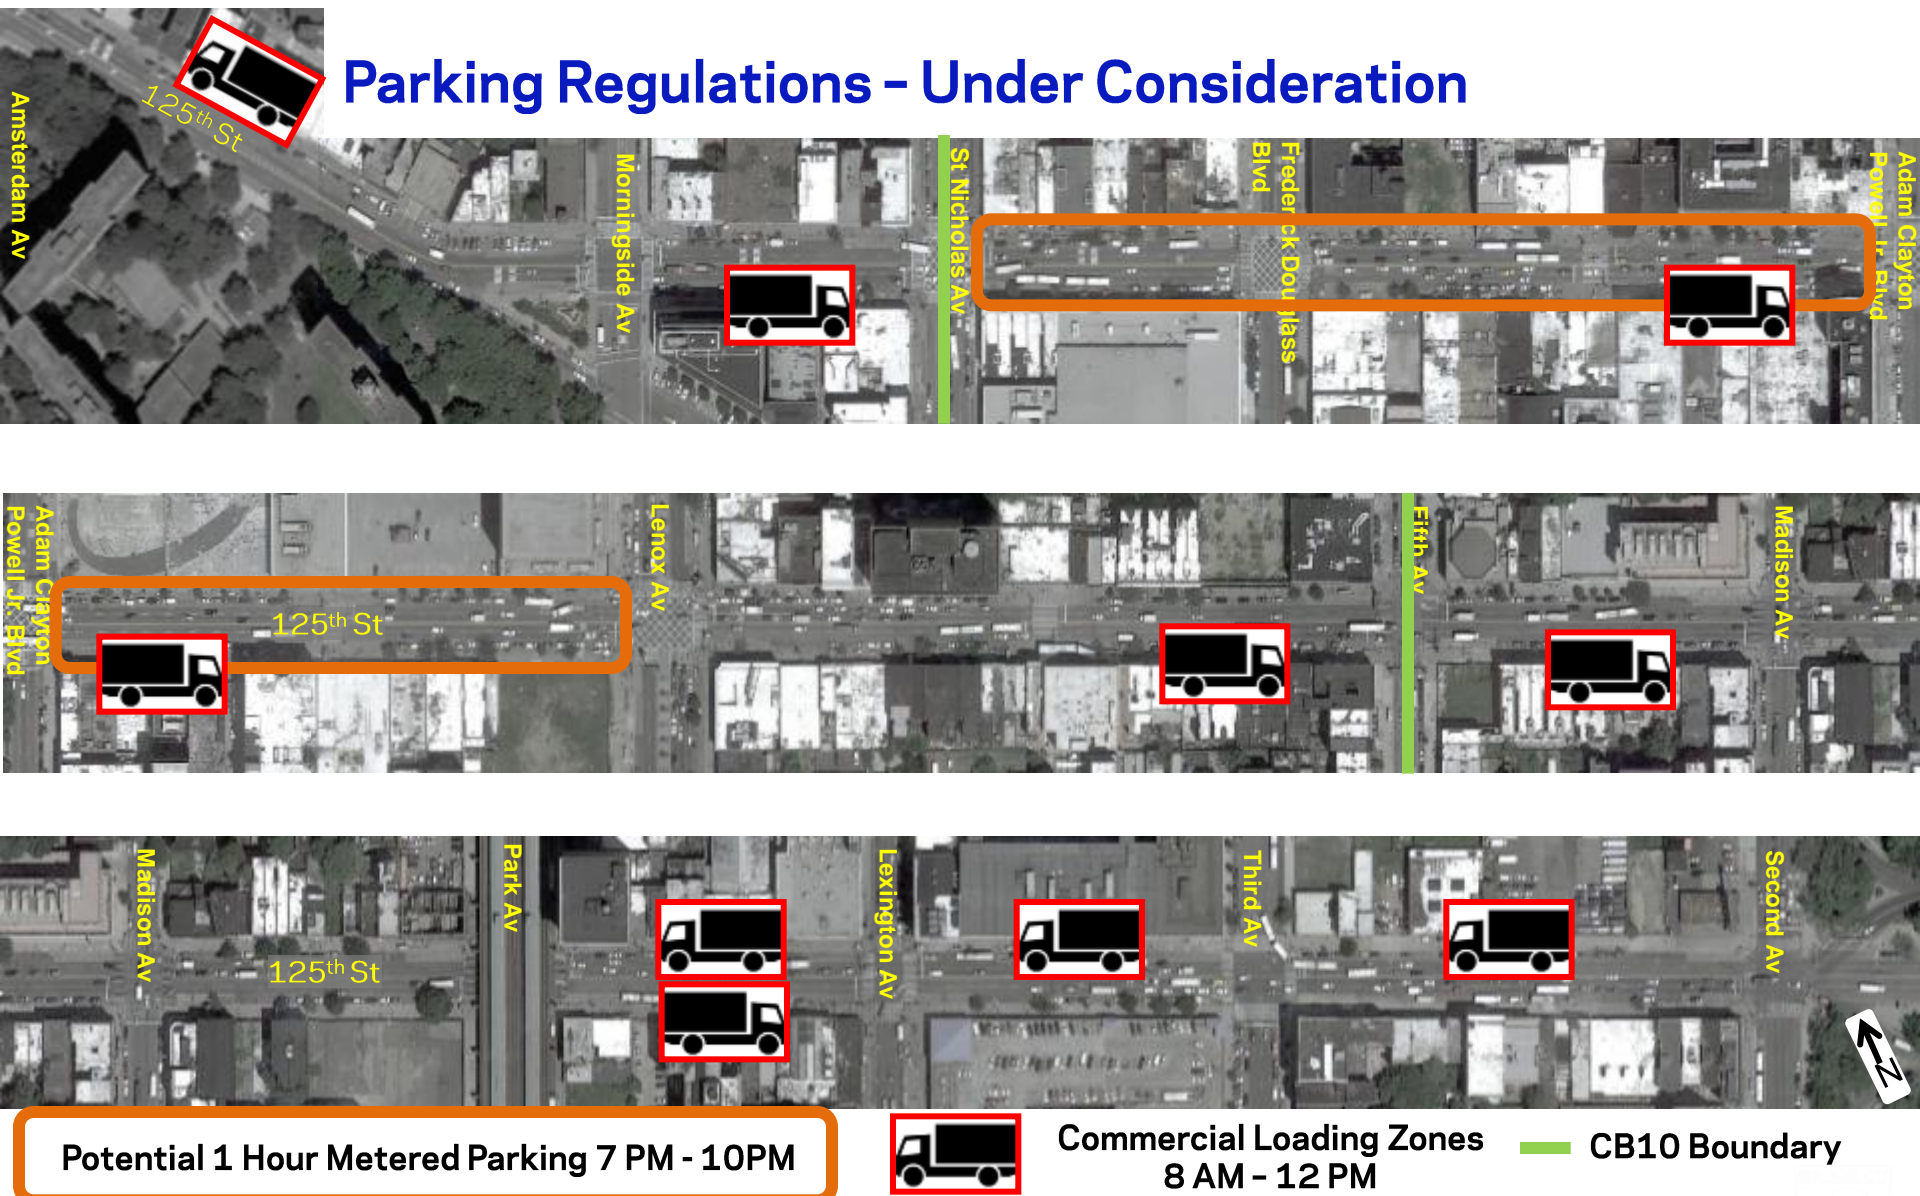 Parking Regulations – Under Consideration
Amsterdam Av
125th St
Morningside Av
St Nicholas Av
Frederick Douglass
Blvd
Adam Clayton
Powell Jr. Blvd
Adam Clayton
Powell Jr. Blvd
125th St
Lenox Av
Fifth Av
Madison Av
Madison Av
125th St
Park Av
Lexington Av
Third Av
Second Av
N
Potential 1 Hour Metered Parking 7 PM - 10PM
Commercial Loading Zones
8 AM – 12 PM
CB10 Boundary